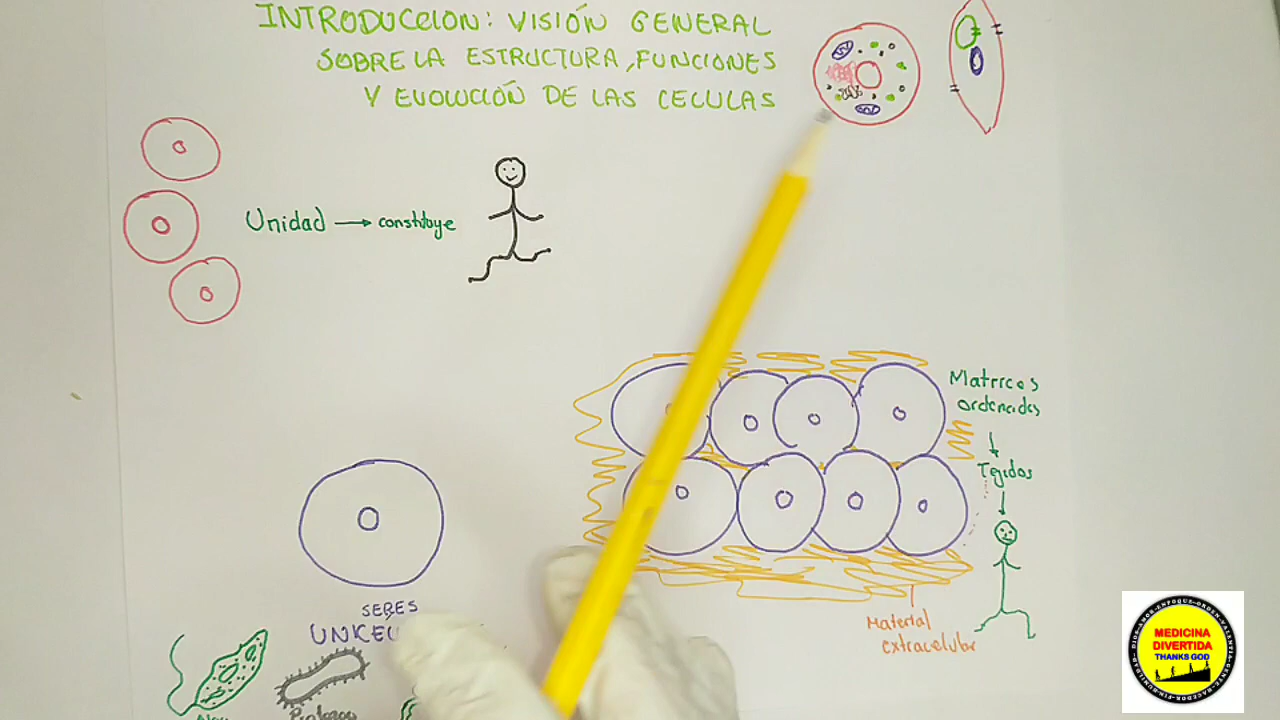 INTRODUCCION: VISIÓN GENERAL
SOBRE LA ESTRUCTURA, FUNCIONES
Y EVOLUCIÓN DE LAS CELULAS
Unidad → constituye
Matrices
ordenadas
Tejidos
Material
extracelular
SERES
MEDICINA
DIVERTIDA
THANKS GOD